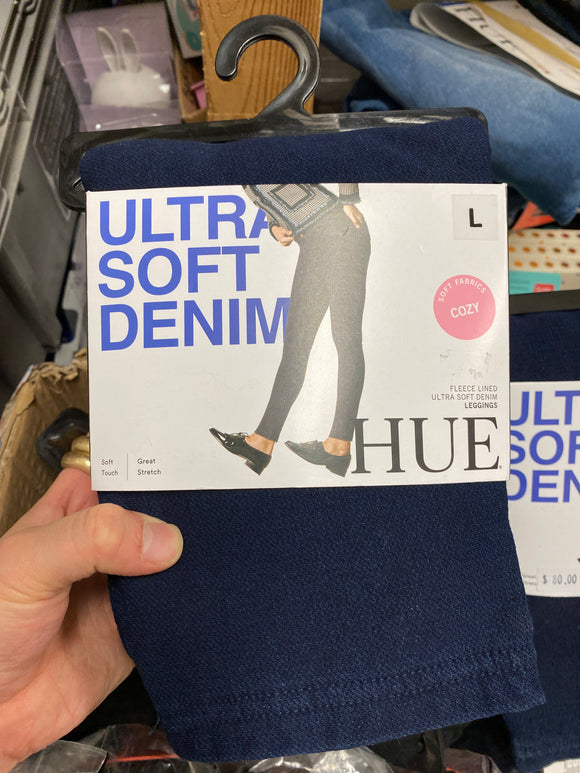 ULTRA
SOFT
DENIM
L
SOFT FABRICS
COZY
FLEECE LINED
ULTRA SOFT DENIM
LEGGINGS
HUE
Soft
Touch
Great
Stretch
ULT
SOF
DEN
Great
$ 80.00